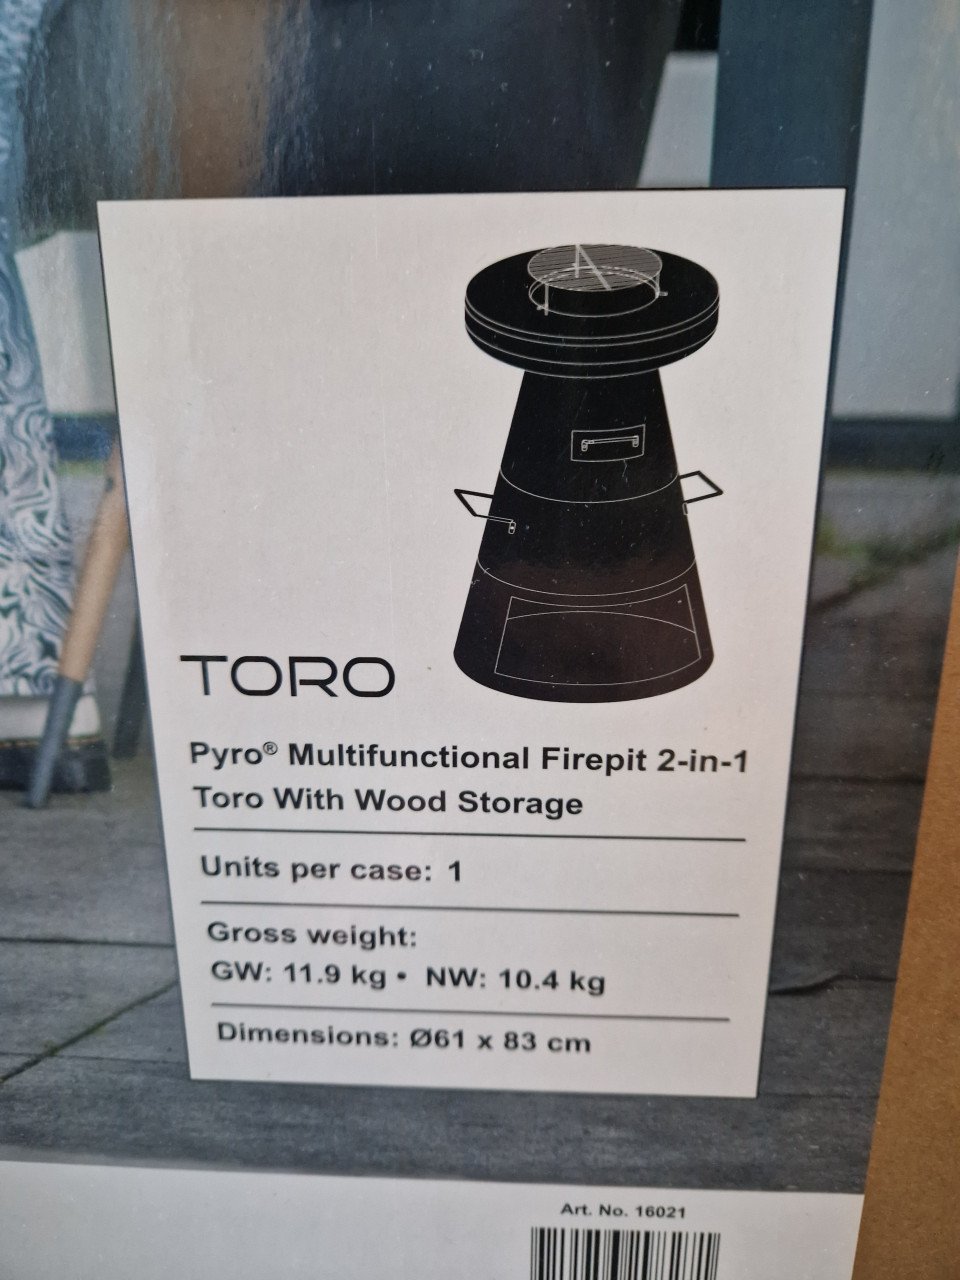 TORO
Pyro® Multifunctional Firepit 2-in-1
Toro With Wood Storage
Units per case: 1
Gross weight:
GW: 11.9 kg • NW: 10.4 kg
Dimensions: Ø61 x 83 cm
Art. No. 16021